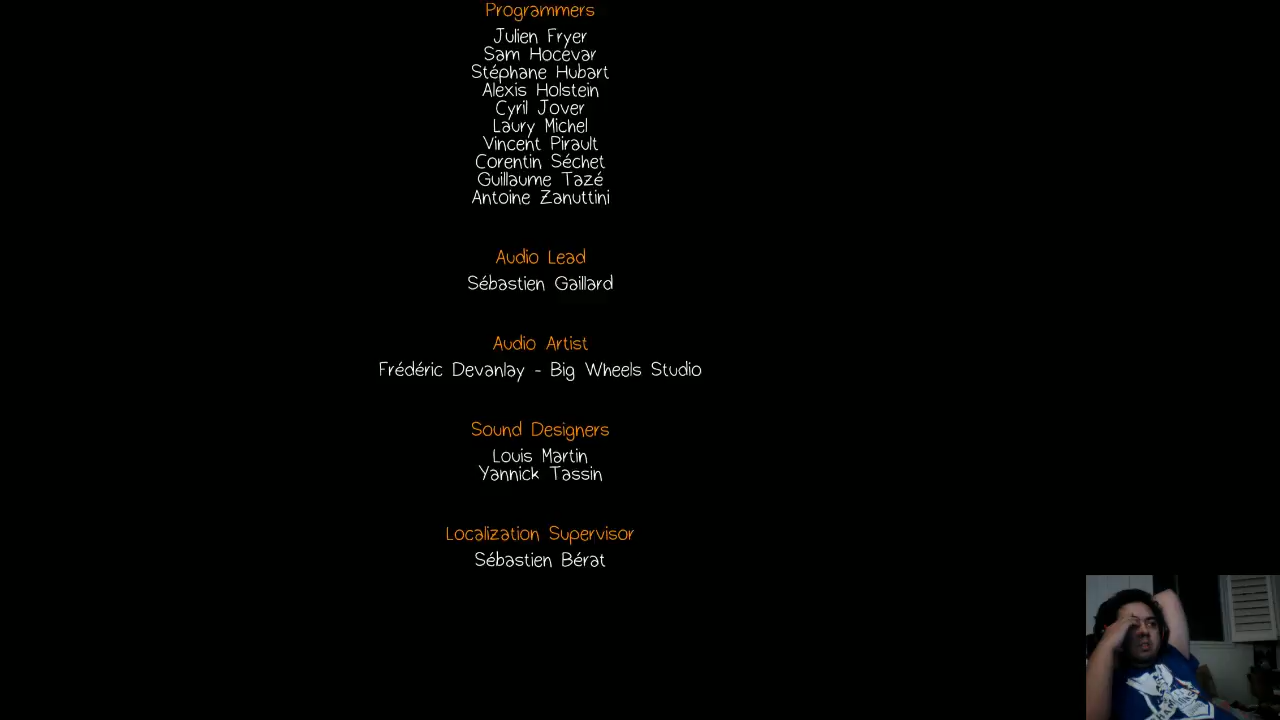 Programmers
Julien Fryer
Sam Hocevar
Stéphane Hubart
Alexis Holstein
Cyril Jover
Laury Michel
Vincent Pirault
Corentin Séchet
Guillaume Tazé
Antoine Zanuttini
Audio Lead
Sébastien Gaillard
Audio Artist
Frédéric Devanlay - Big Wheels Studio
Sound Designers
Louis Martin
Yannick Tassin
Localization Supervisor
Sébastien Bérat